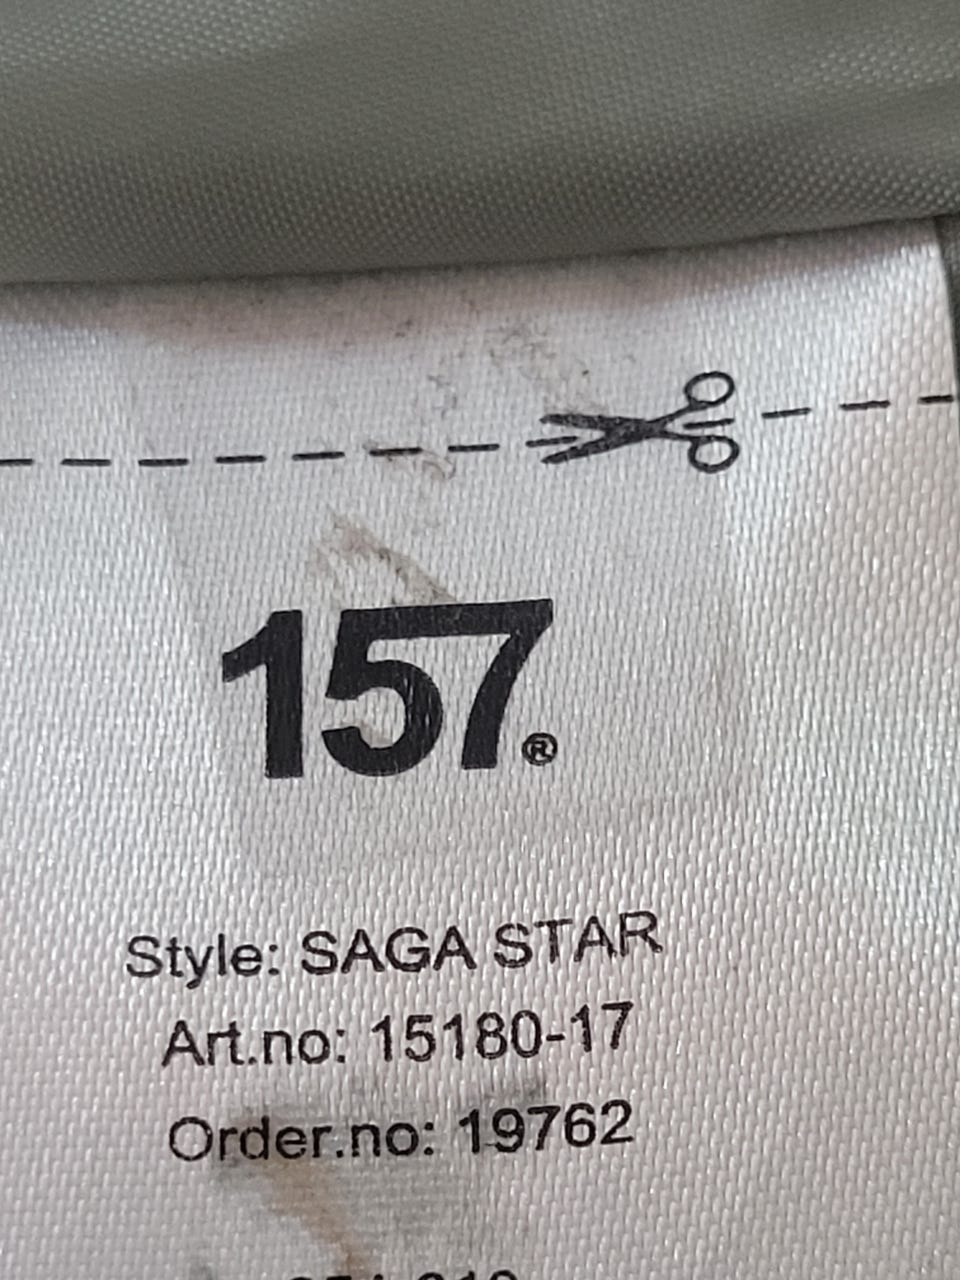 157®
Style: SAGA STAR
Art.no: 15180-17
Order.no: 19762